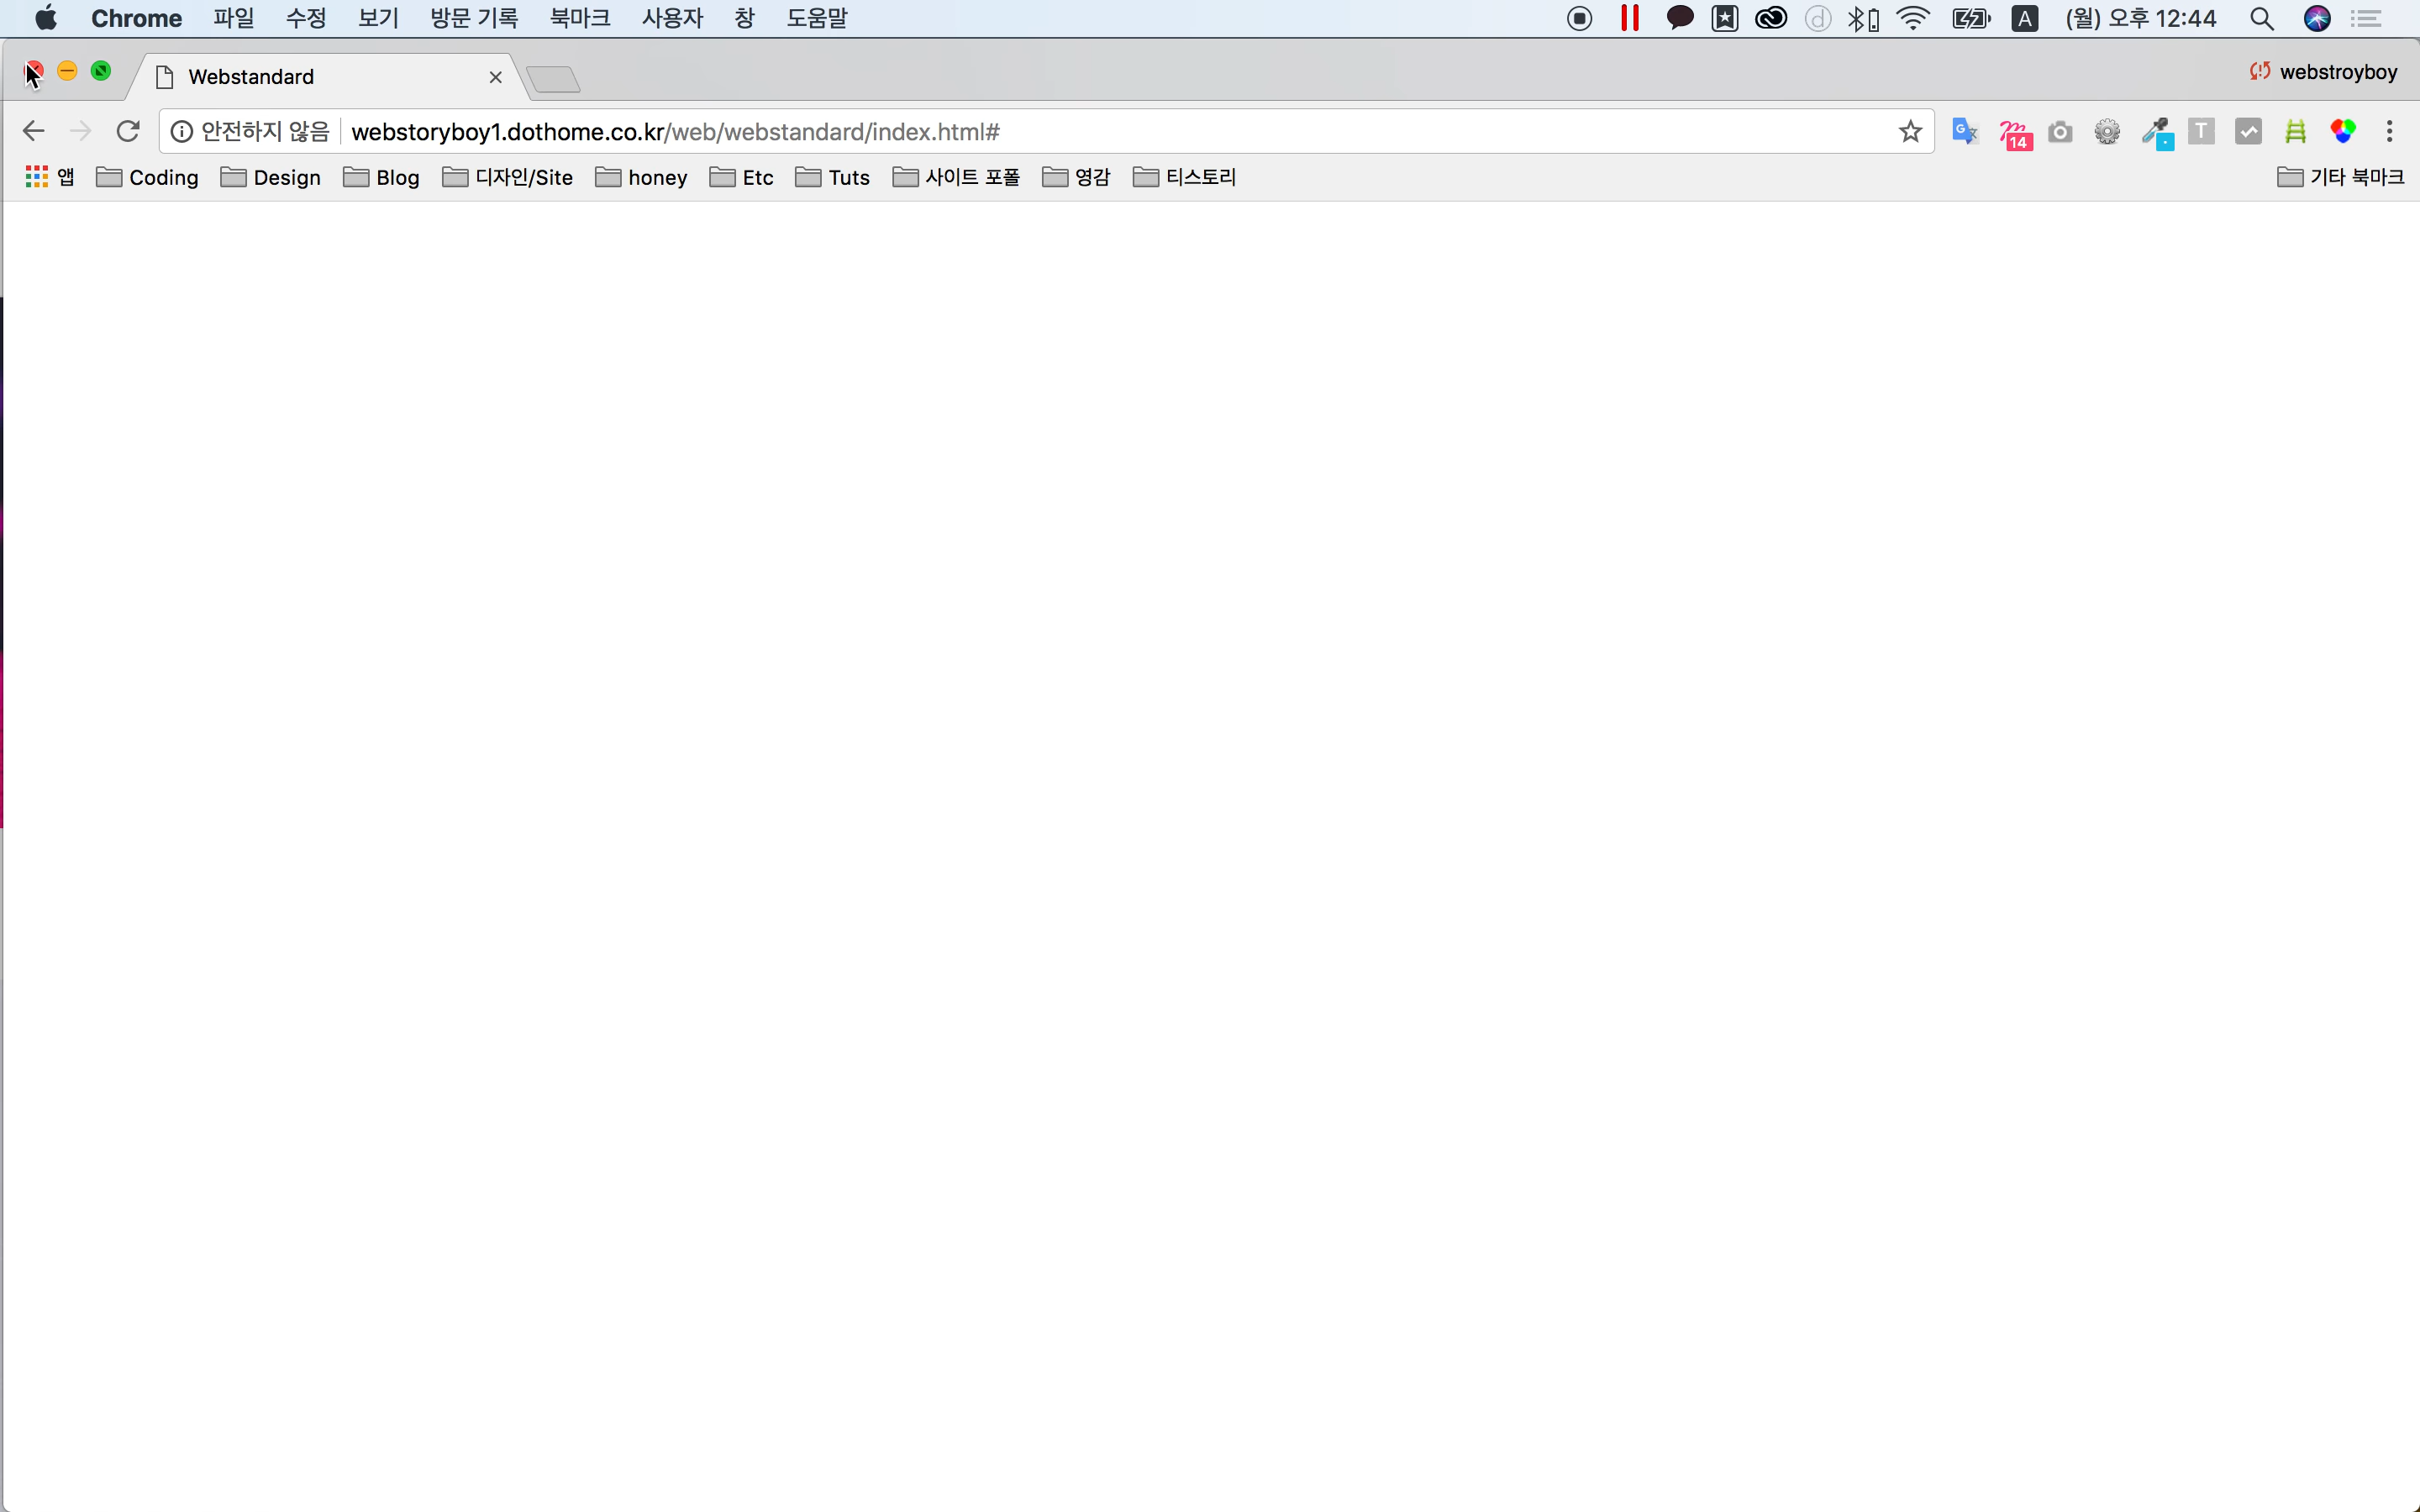 Chrome 파일 수정 보기 방문 기록 북마크 사용자 창 도움말 d A (월) 오후 12:44
Webstandard webstroyboy
안전하지 않음 webstoryboy1.dothome.co.kr/web/webstandard/index.html# 14 T
앱 Coding Design Blog 디자인/Site honey Etc Tuts 사이트 포폴 영감 티스토리 기타 북마크